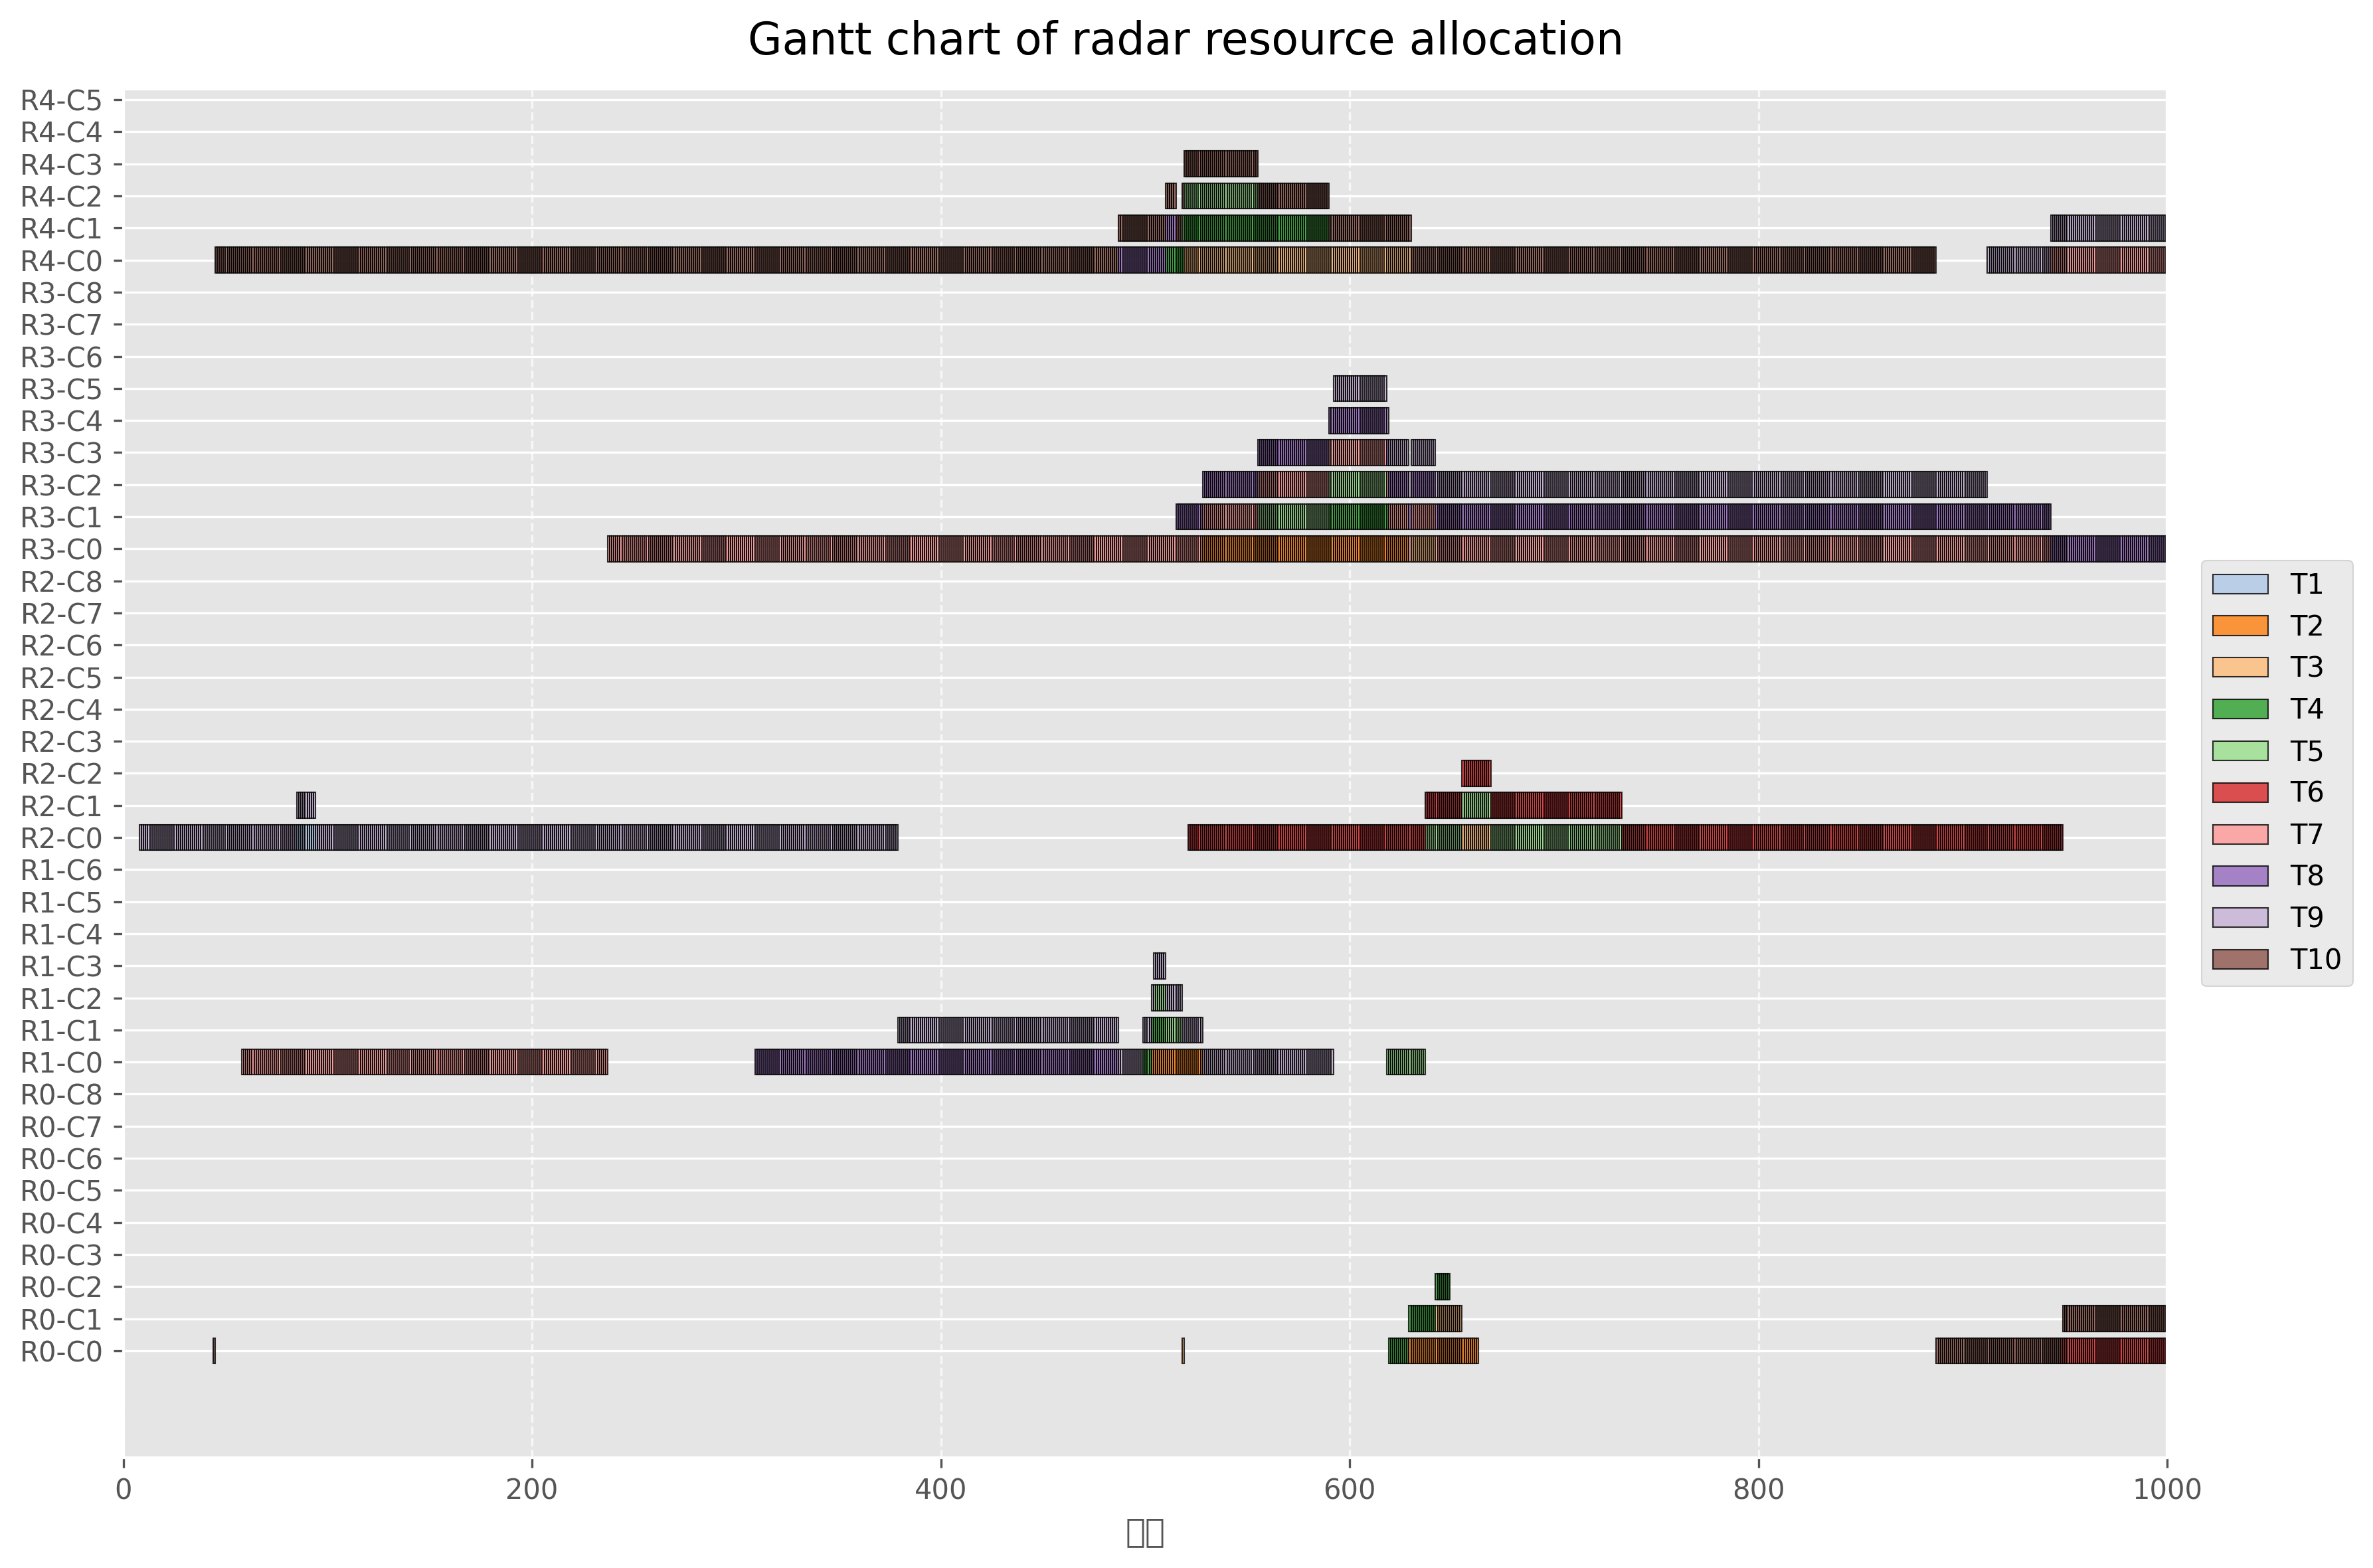 Gantt chart of radar resource allocation
R4-C5
R4-C4
R4-C3
R4-C2
R4-C1
R4-C0
R3-C8
R3-C7
R3-C6
R3-C5
R3-C4
R3-C3
R3-C2
R3-C1
R3-C0
R2-C8
R2-C7
R2-C6
R2-C5
R2-C4
R2-C3
R2-C2
R2-C1
R2-C0
R1-C6
R1-C5
R1-C4
R1-C3
R1-C2
R1-C1
R1-C0
R0-C8
R0-C7
R0-C6
R0-C5
R0-C4
R0-C3
R0-C2
R0-C1
R0-C0
0 200 400 600 800 1000
T1
T2
T3
T4
T5
T6
T7
T8
T9
T10